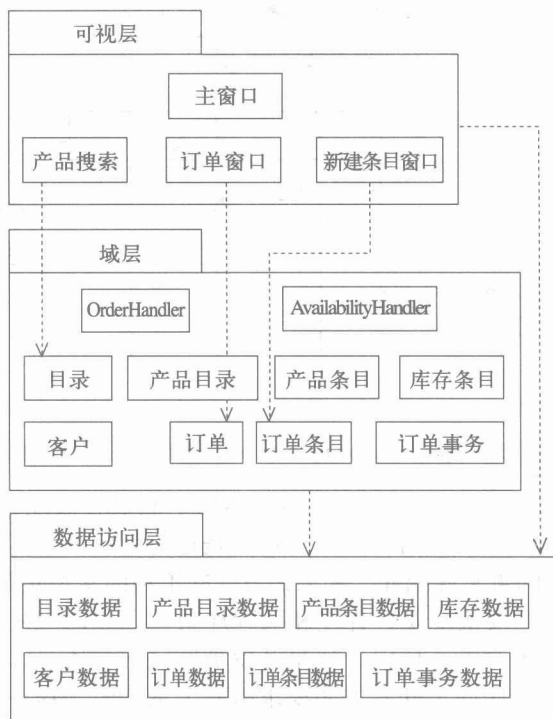 可视层
主窗口
产品搜索 订单窗口 新建条目窗口
域层
OrderHandler AvailabilityHandler
目录 产品目录 产品条目 库存条目
客户 订单 订单条目 订单事务
数据访问层
目录数据 产品目录数据 产品条目数据 库存数据
客户数据 订单数据 订单条目数据 订单事务数据